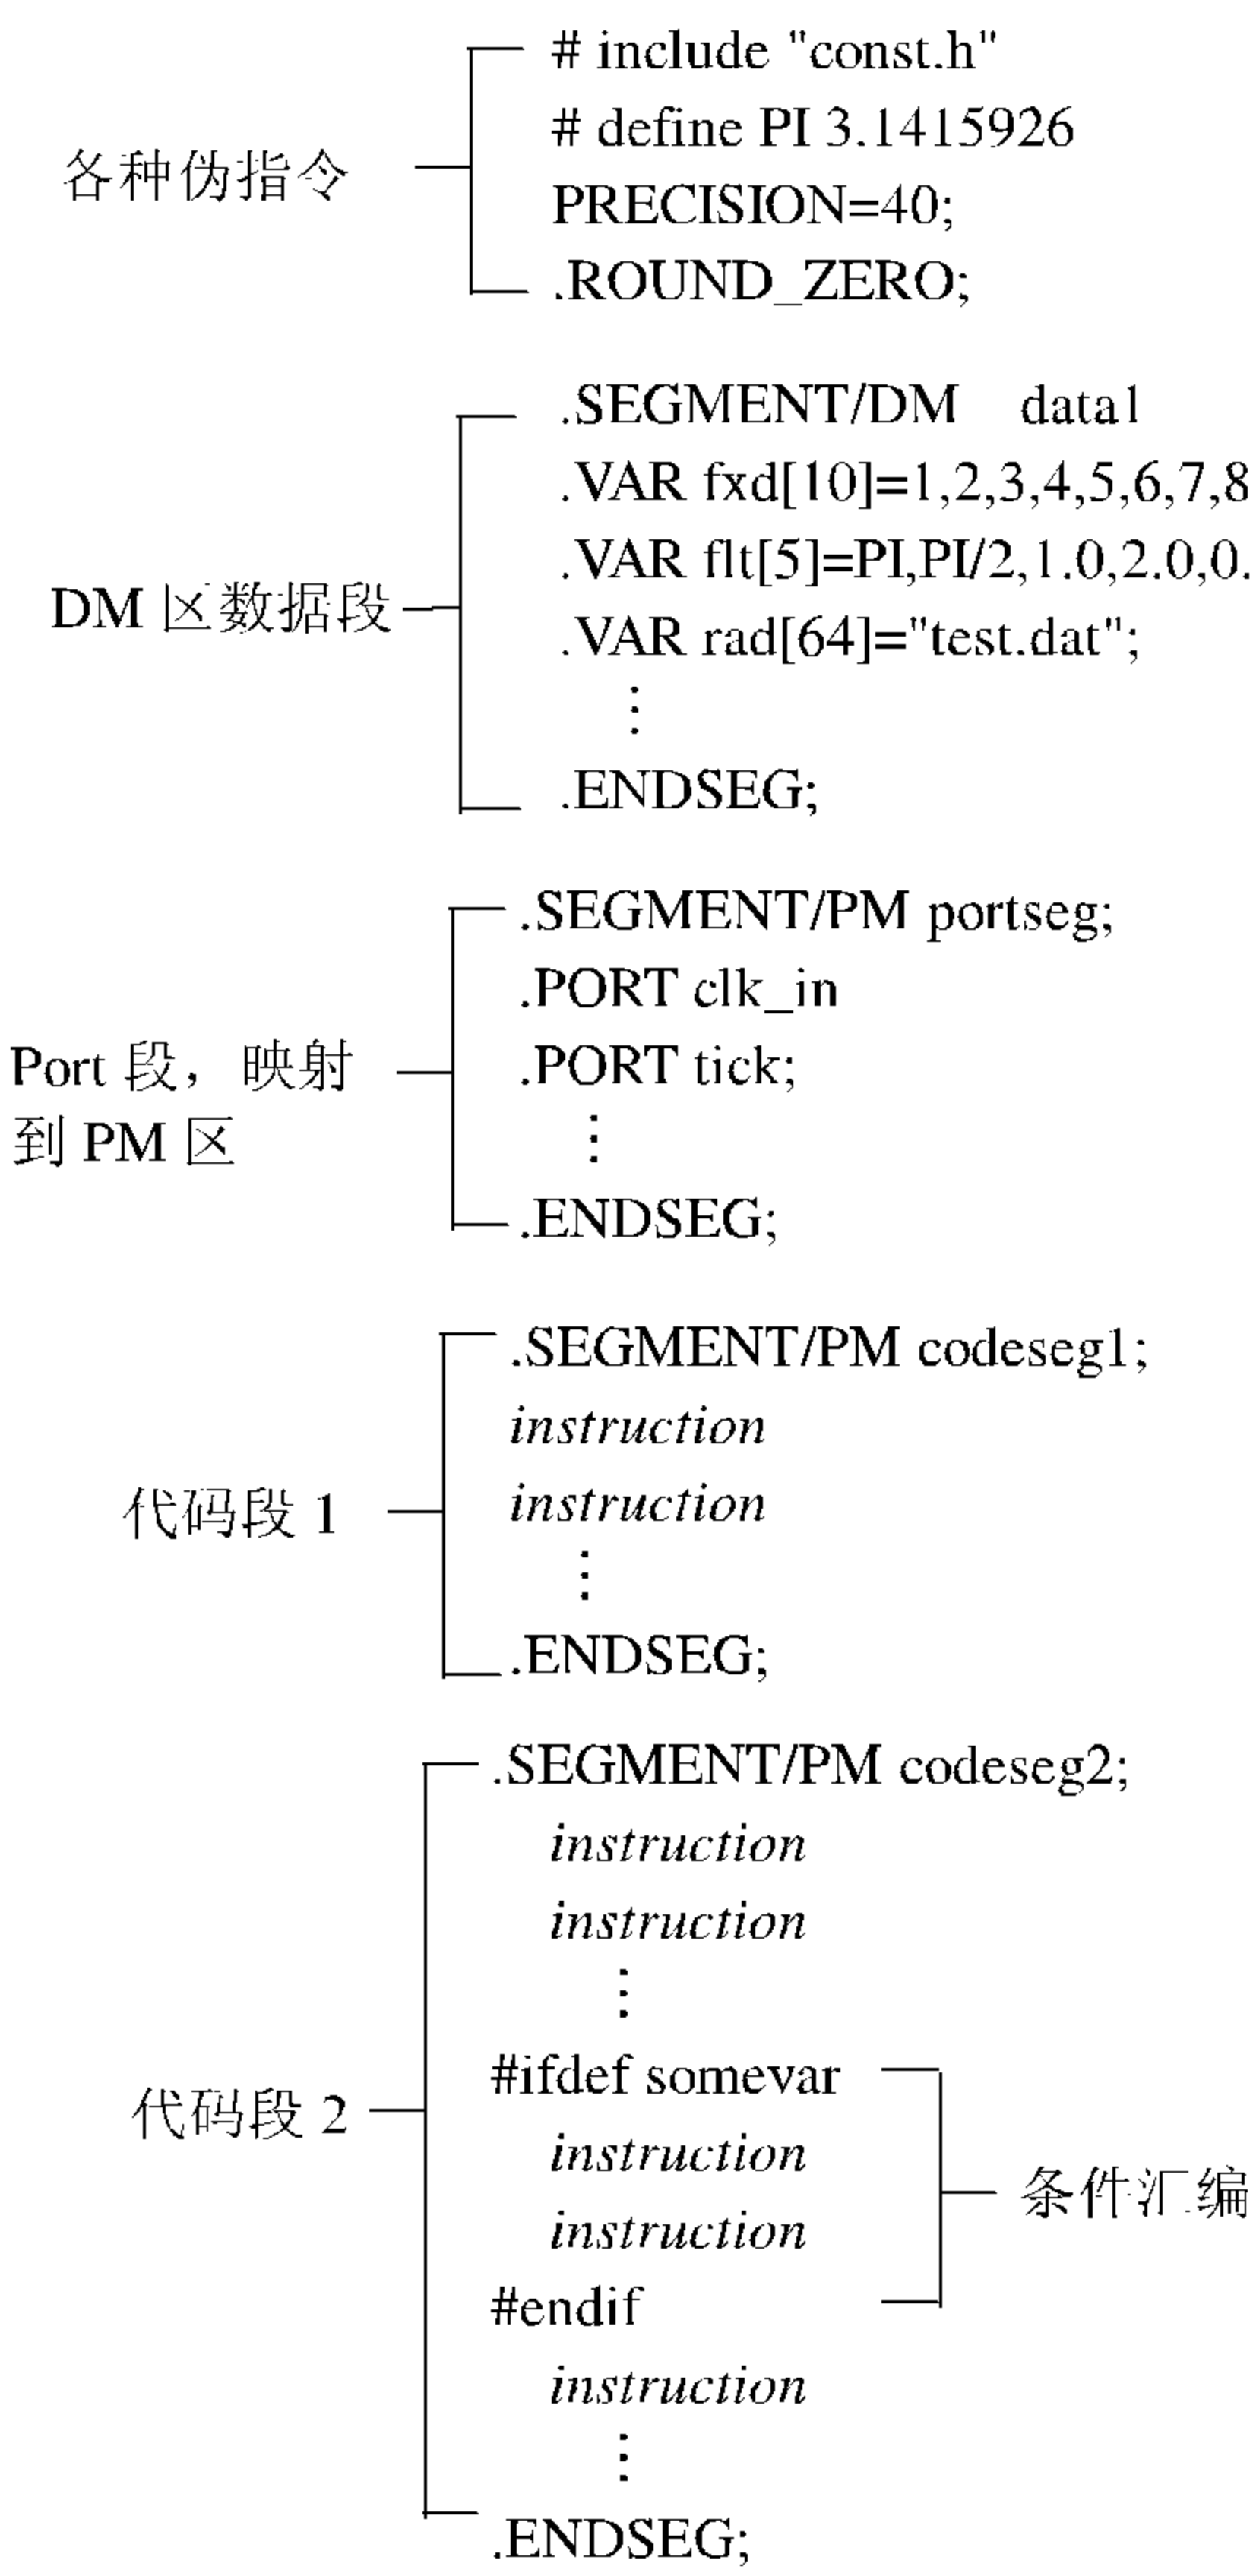 各种伪指令
# include "const.h"
# define PI 3.1415926
PRECISION=40;
.ROUND_ZERO;
DM 区数据段
.SEGMENT/DM data1
.VAR fxd[10]=1,2,3,4,5,6,7,8
.VAR flt[5]=PI,PI/2,1.0,2.0,0.
.VAR rad[64]="test.dat";
⋮
.ENDSEG;
Port 段，映射
到 PM 区
.SEGMENT/PM portseg;
.PORT clk_in
.PORT tick;
⋮
.ENDSEG;
代码段 1
.SEGMENT/PM codeseg1;
instruction
instruction
⋮
.ENDSEG;
代码段 2
.SEGMENT/PM codeseg2;
instruction
instruction
⋮
#ifdef somevar
instruction
instruction
#endif
条件汇编
instruction
⋮
.ENDSEG;